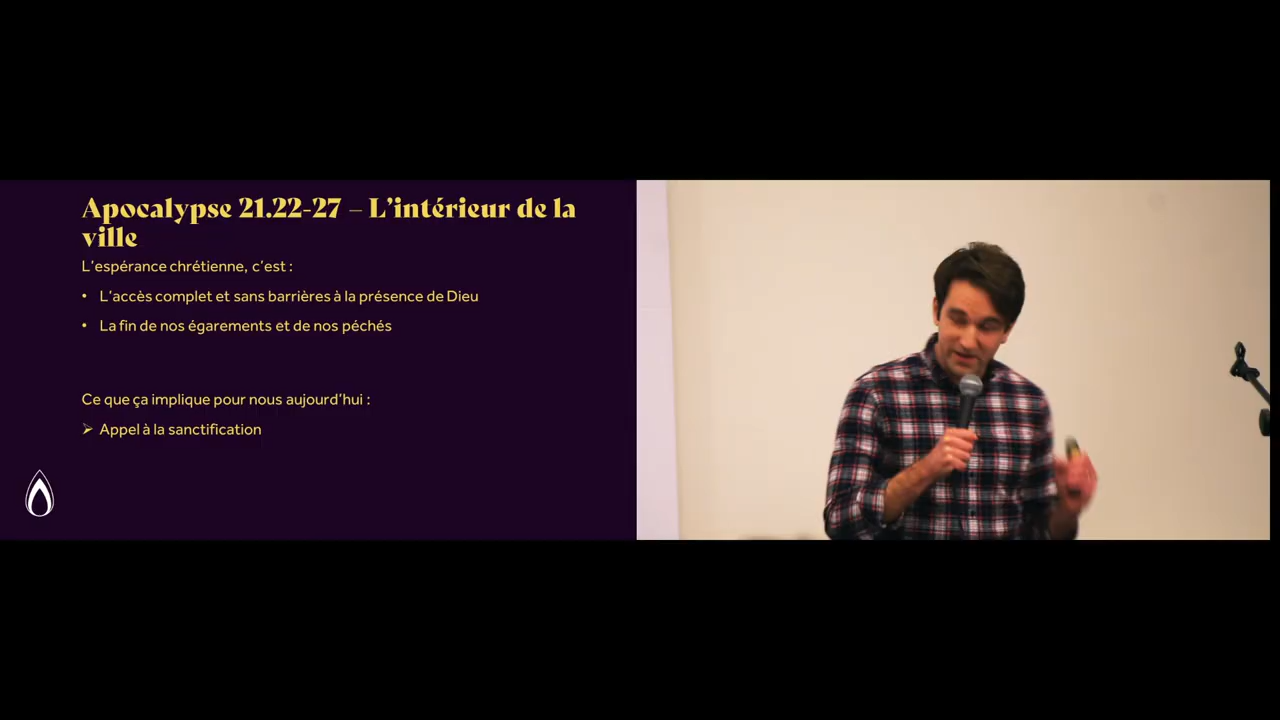 Apocalypse 21.22-27 – L'intérieur de la
ville
L'espérance chrétienne, c'est :
• L'accès complet et sans barrières à la présence de Dieu
• La fin de nos égarements et de nos péchés
Ce que ça implique pour nous aujourd'hui :
➢ Appel à la sanctification